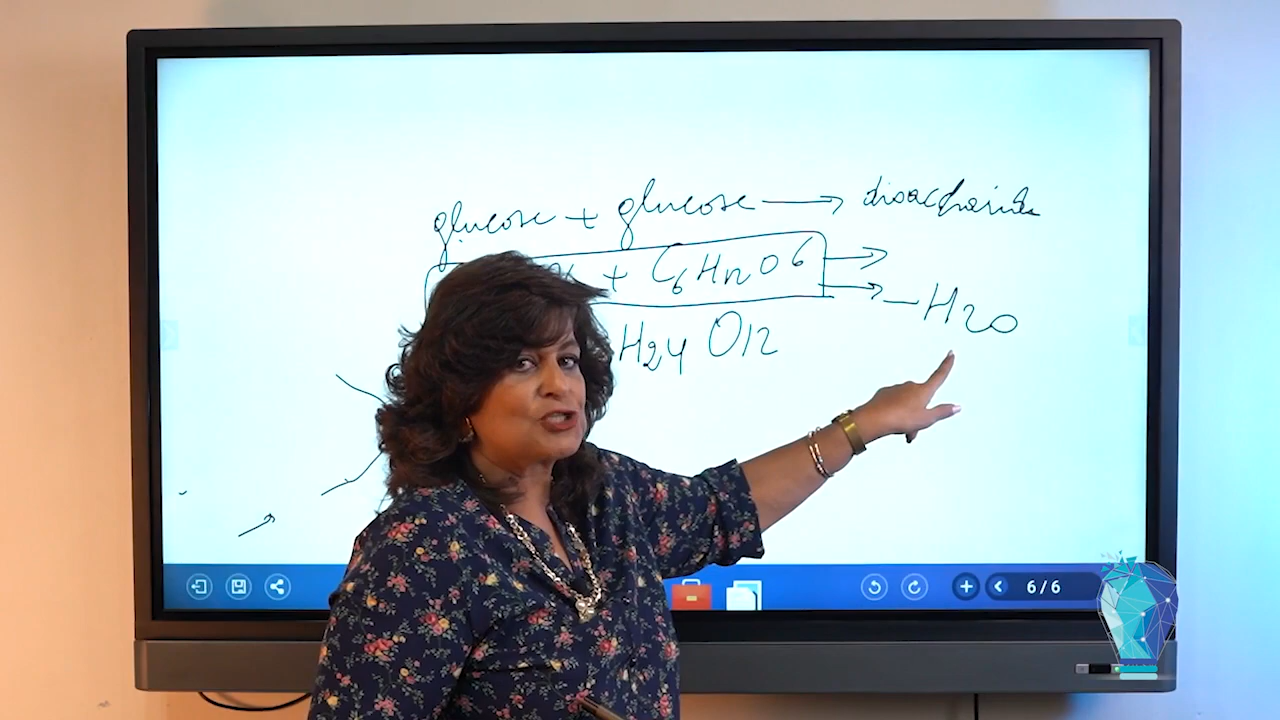 glucose + glucose → disaccharide
+ C6H12O6 →
→ -H2O
H24 O12
6/6